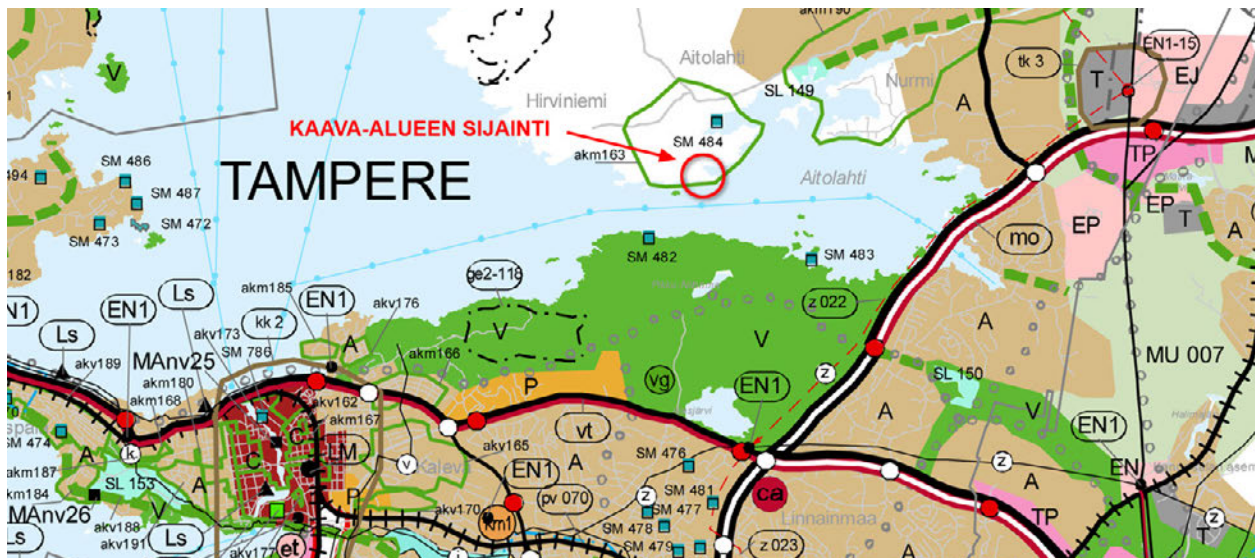 akm190
Aitolahti
EN1-15
tk 3
T
EJ
Nurmi
SL 149
A
V
Hirviniemi
KAAVA-ALUEEN SIJAINTI
SM 484
akm163
TP
SM 486
494
SM 487
TAMPERE
SM 472
SM 473
Aitolahti
EP
EP
T
A
mo
SM 482
SM 483
182
ge2-118
z 022
EN1
Ls
akm185
EN1
akv176
kk 2
akv173
Ls
EN1
V
V
A
A
MU 007
MAnv25
SM 786
akv189
akm180
akm168
akm166
P
vg
EN1
z
SL 150
V
akv162
akm167
C
C
LM
vt
akv165
A
A
EN1
SM 474
A
k
v
Kaleva
EN1
SM 476
z
z
EN
akm187
akm184
SL 153
A
P
akv170
pv 070
ca
SM 481
SM 477
MAnv26
akv188
V
km1
SM 478
Linnainmaa
TP
V
z
T
akv191
Ls
akv177
et
SM 479
z 023
z